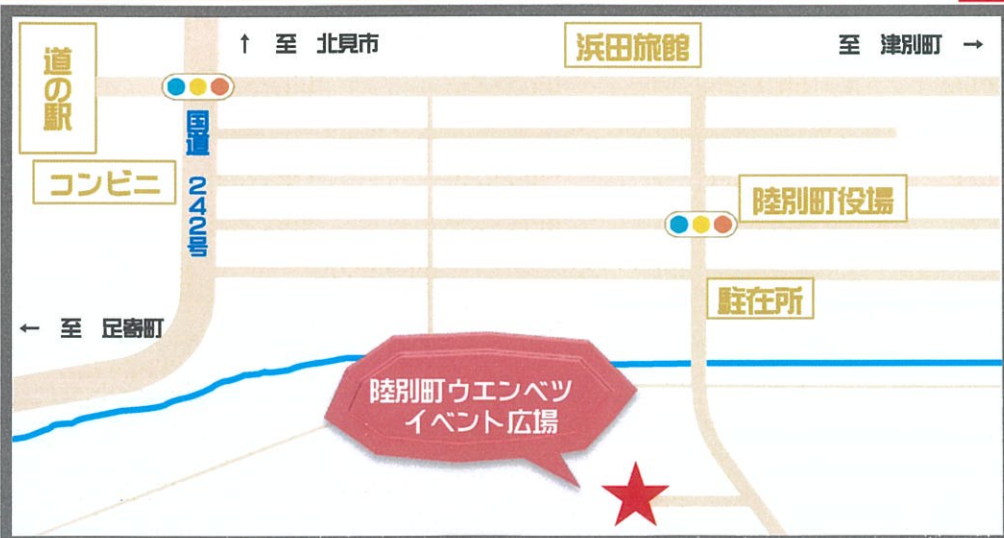 道の駅
↑ 至 北見市
浜田旅館
至 津別町 →
国道 242号
コンビニ
陸別町役場
駐在所
← 至 足寄町
陸別町ウエンベツ
イベント広場